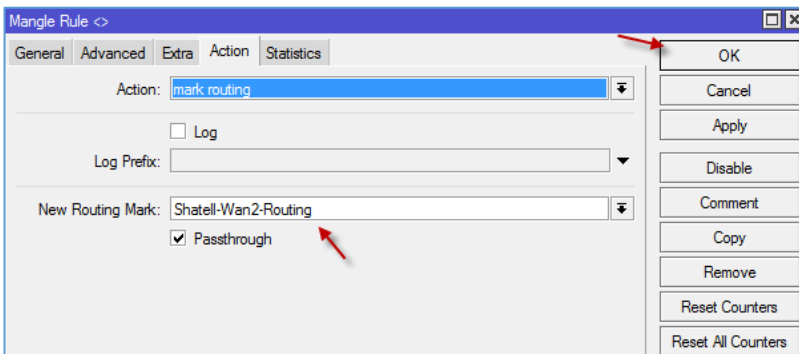 Mangle Rule <>
General Advanced Extra Action Statistics
Action: mark routing
Log
Log Prefix:
New Routing Mark: Shatell-Wan2-Routing
Passthrough
OK
Cancel
Apply
Disable
Comment
Copy
Remove
Reset Counters
Reset All Counters